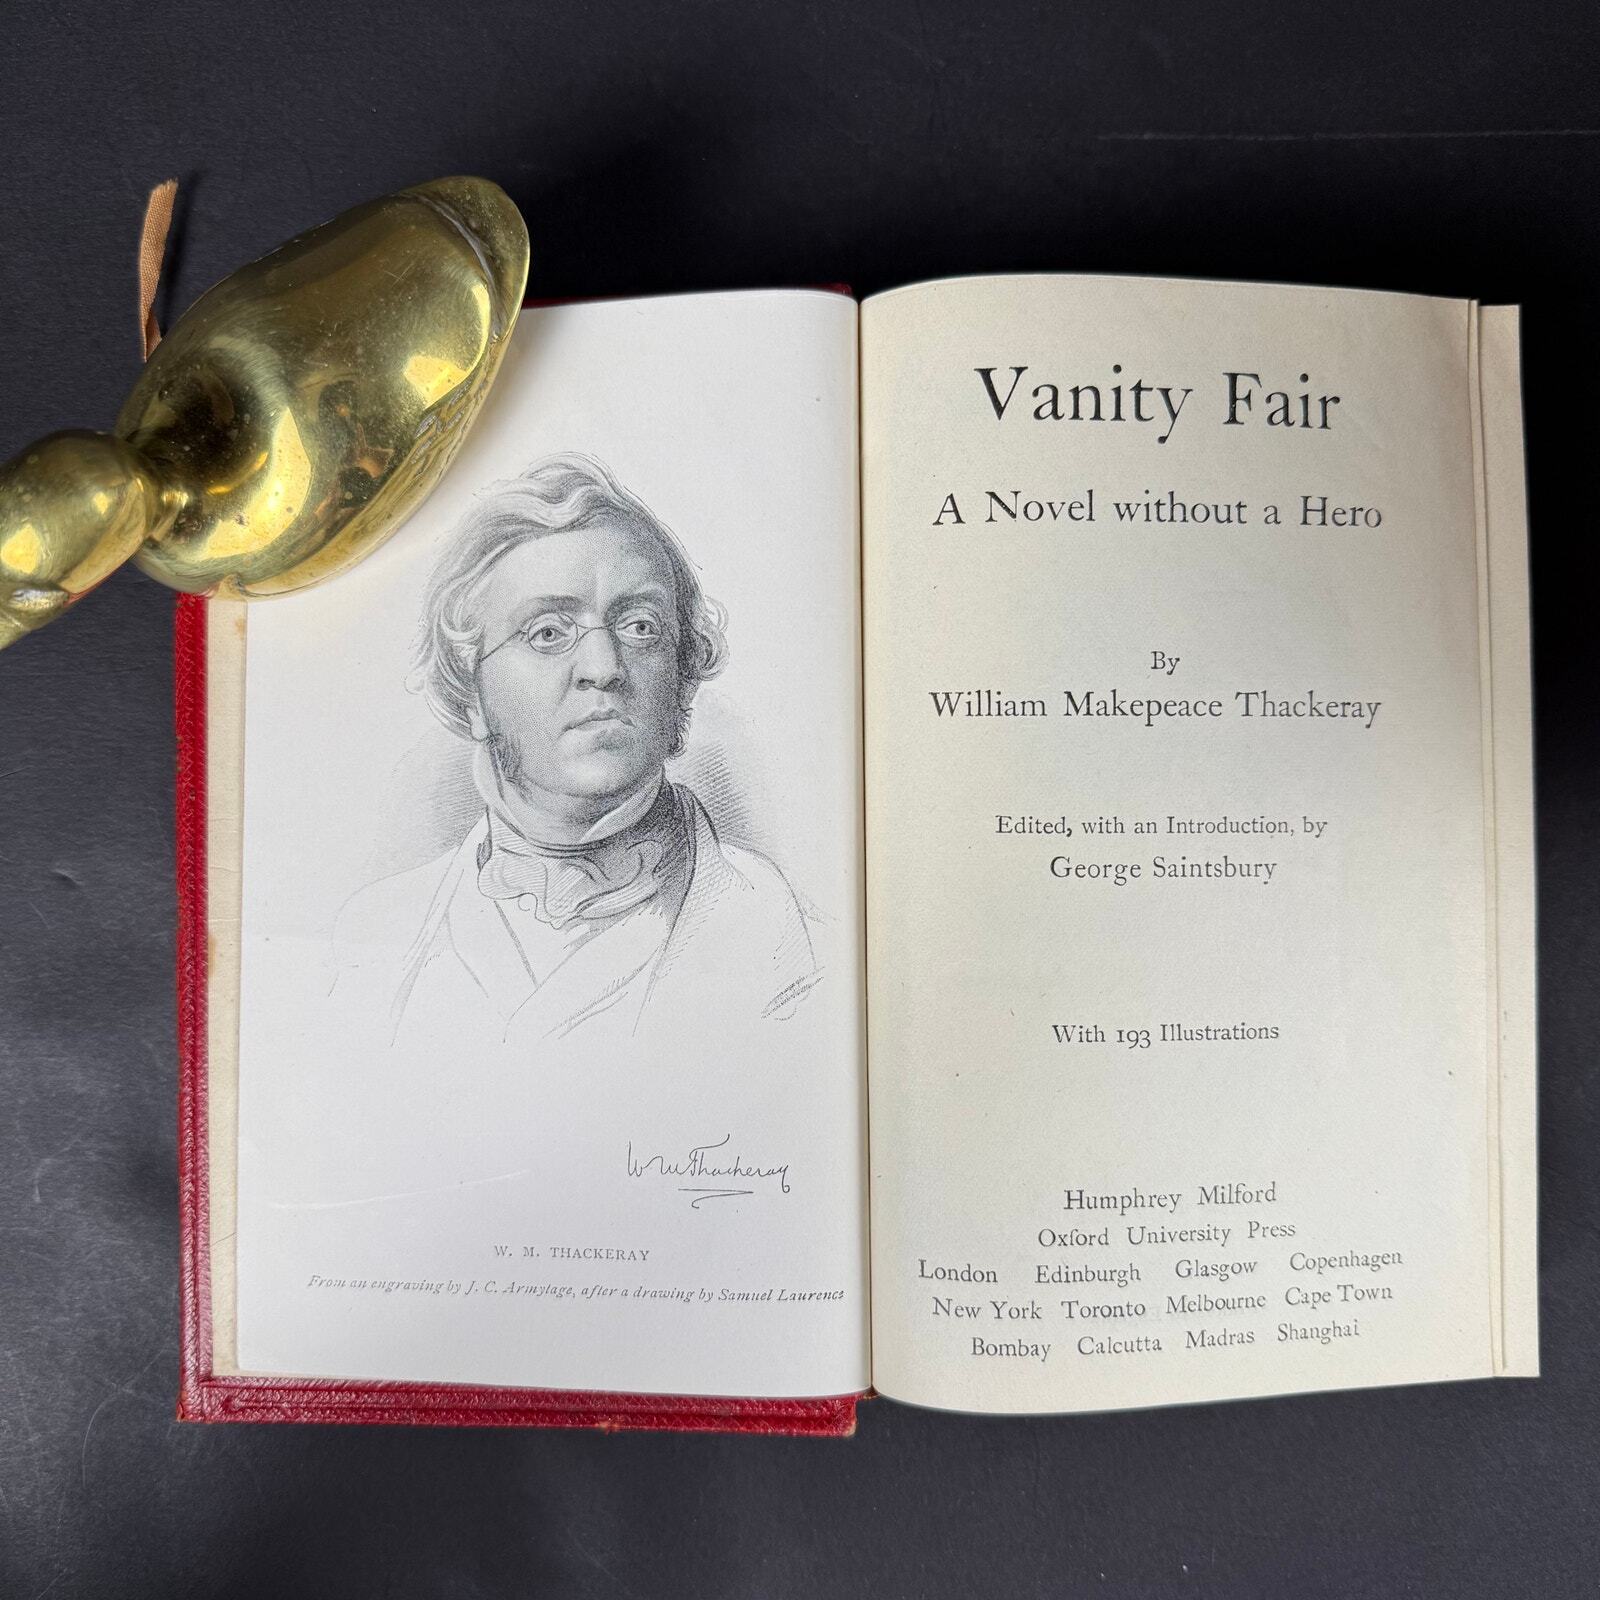 W M Thackeray
W. M. THACKERAY
From an engraving by J. C. Armytage, after a drawing by Samuel Laurence
Vanity Fair
A Novel without a Hero
By
William Makepeace Thackeray
Edited, with an Introduction, by
George Saintsbury
With 193 Illustrations
Humphrey Milford
Oxford University Press
London Edinburgh Glasgow Copenhagen
New York Toronto Melbourne Cape Town
Bombay Calcutta Madras Shanghai